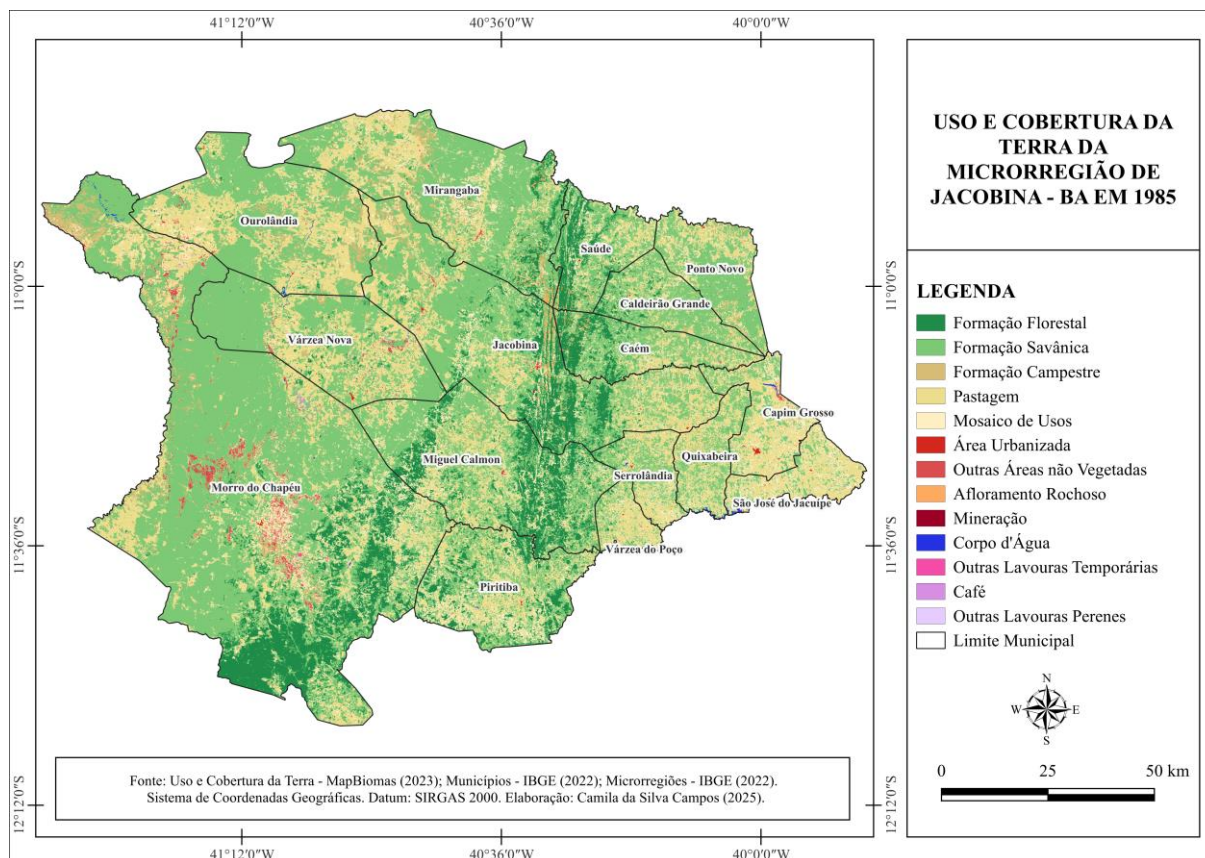 41°12'0"W
40°36'0"W
40°0'0"W
11°0'0"S
11°36'0"S
12°12'0"S
Mirangaba
Ourolândia
Saúde
Ponto Novo
Caldeirão Grande
Várzea Nova
Jacobina
Caém
Capim Grosso
Miguel Calmon
Quixabeira
Serrolândia
Morro do Chapéu
São José do Jacuípe
Várzea do Poço
Piritiba
11°0'0"S
11°36'0"S
12°12'0"S
41°12'0"W
40°36'0"W
40°0'0"W
Fonte: Uso e Cobertura da Terra - MapBiomas (2023); Municípios - IBGE (2022); Microrregiões - IBGE (2022).
Sistema de Coordenadas Geográficas. Datum: SIRGAS 2000. Elaboração: Camila da Silva Campos (2025).
USO E COBERTURA DA
TERRA DA
MICRORREGIÃO DE
JACOBINA - BA EM 1985
LEGENDA
Formação Florestal
Formação Savânica
Formação Campestre
Pastagem
Mosaico de Usos
Área Urbanizada
Outras Áreas não Vegetadas
Afloramento Rochoso
Mineração
Corpo d'Água
Outras Lavouras Temporárias
Café
Outras Lavouras Perenes
Limite Municipal
N
W E
S
0 25 50 km